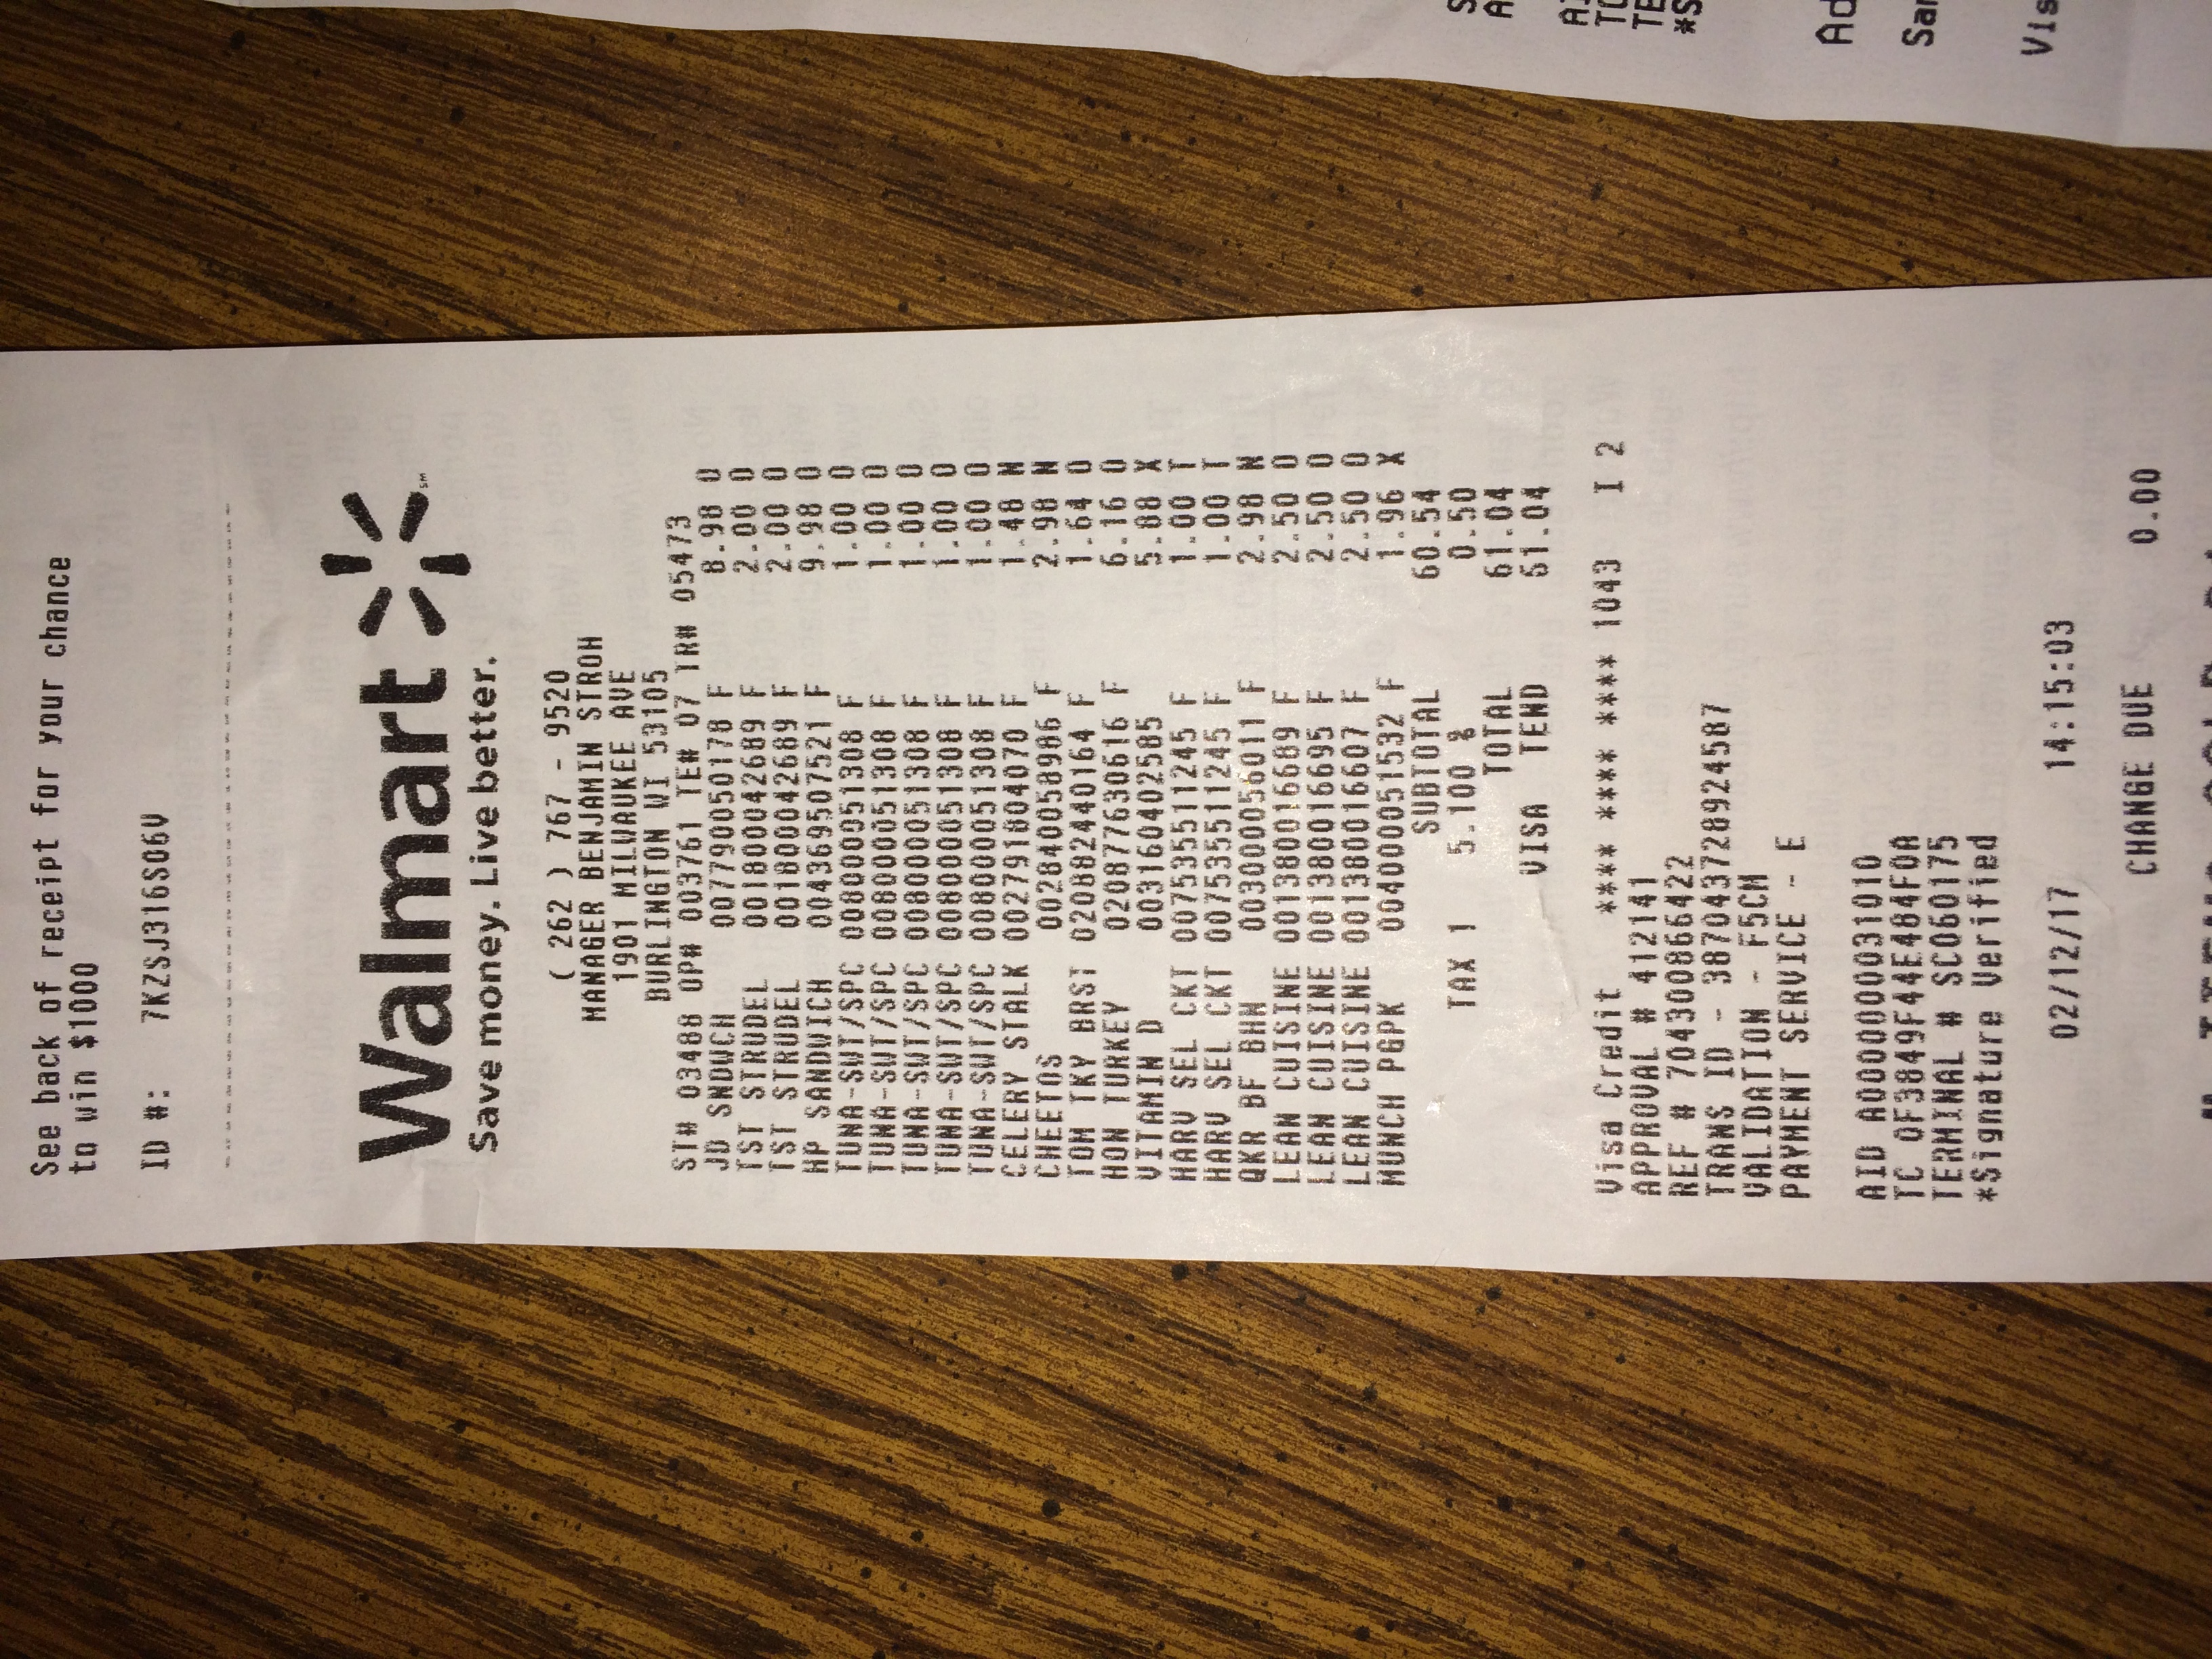 See back of receipt for your chance
to win $1000
ID #: 7KZSJ316S06V
Walmart
SM
Save money. Live better.
( 262 ) 767 - 9520
MANAGER BENJAMIN STROH
1901 MILWAUKEE AVE
BURLINGTON WI 53105
ST# 03488 OP# 003761 TE# 07 TR# 05473
JD SNDWCH 007790050178 F 8.98 O
TST STRUDEL 001800042689 F 2.00 O
TST STRUDEL 001800042689 F 2.00 O
HP SANDWICH 004369507521 F 9.98 O
TUNA-SWT/SPC 008000051308 F 1.00 O
TUNA-SWT/SPC 008000051308 F 1.00 O
TUNA-SWT/SPC 008000051308 F 1.00 O
TUNA-SWT/SPC 008000051308 F 1.00 O
TUNA-SWT/SPC 008000051308 F 1.00 O
CELERY STALK 002791804070 F 1.48 N
CHEETOS 002840058986 F 2.98 N
TOM TKY BRST 020882440164 F 1.64 O
HON TURKEY 020877630616 F 6.16 O
VITAMIN D 003160402585 5.88 X
HARV SEL CKT 007535511245 F 1.00 T
HARV SEL CKT 007535511245 F 1.00 T
QKR BF BHN 003000056011 F 2.98 N
LEAN CUISINE 001380016689 F 2.50 O
LEAN CUISINE 001380016695 F 2.50 O
LEAN CUISINE 001380016607 F 2.50 O
MUNCH PGPK 004000051532 F 1.96 X
SUBTOTAL 60.54
TAX 1 5.100 % 0.50
TOTAL 61.04
VISA TEND 61.04
Visa Credit **** **** **** 1043 I 2
APPROVAL # 412141
REF # 704300866422
TRANS ID - 387043728924587
VALIDATION - F5CM
PAYMENT SERVICE - E
AID A0000000031010
TC 0F3849F44E484F0A
TERMINAL # SC060175
*Signature Verified
02/12/17 14:15:03
CHANGE DUE 0.00